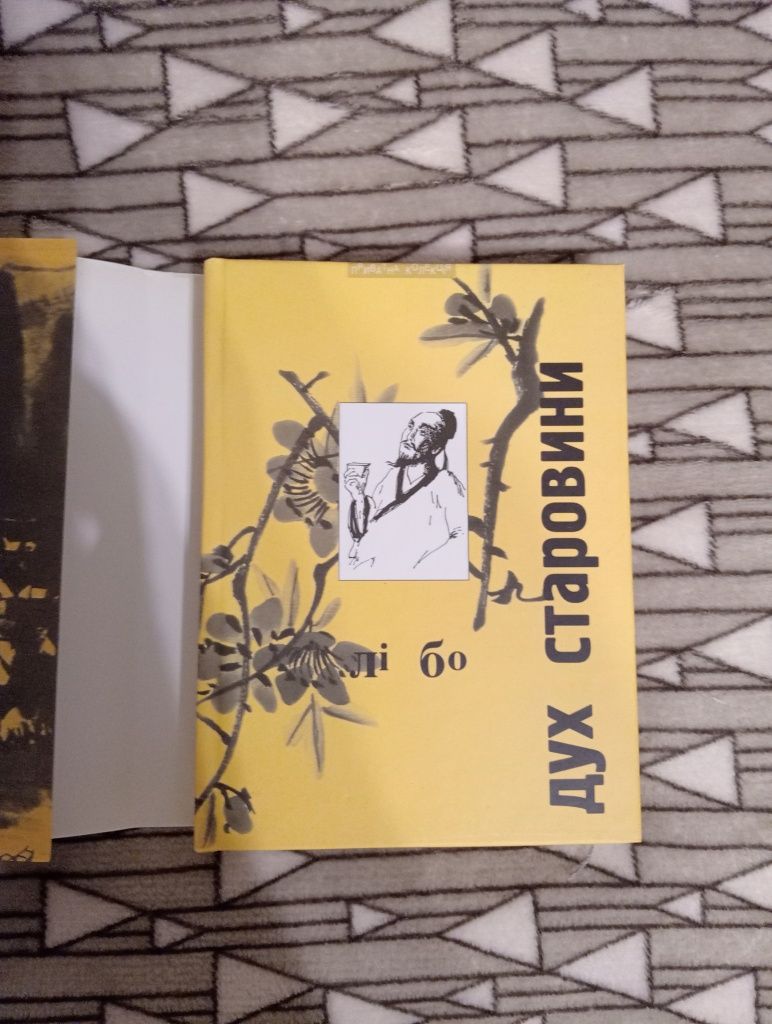 приватна колекція
лі бо
дух старовини